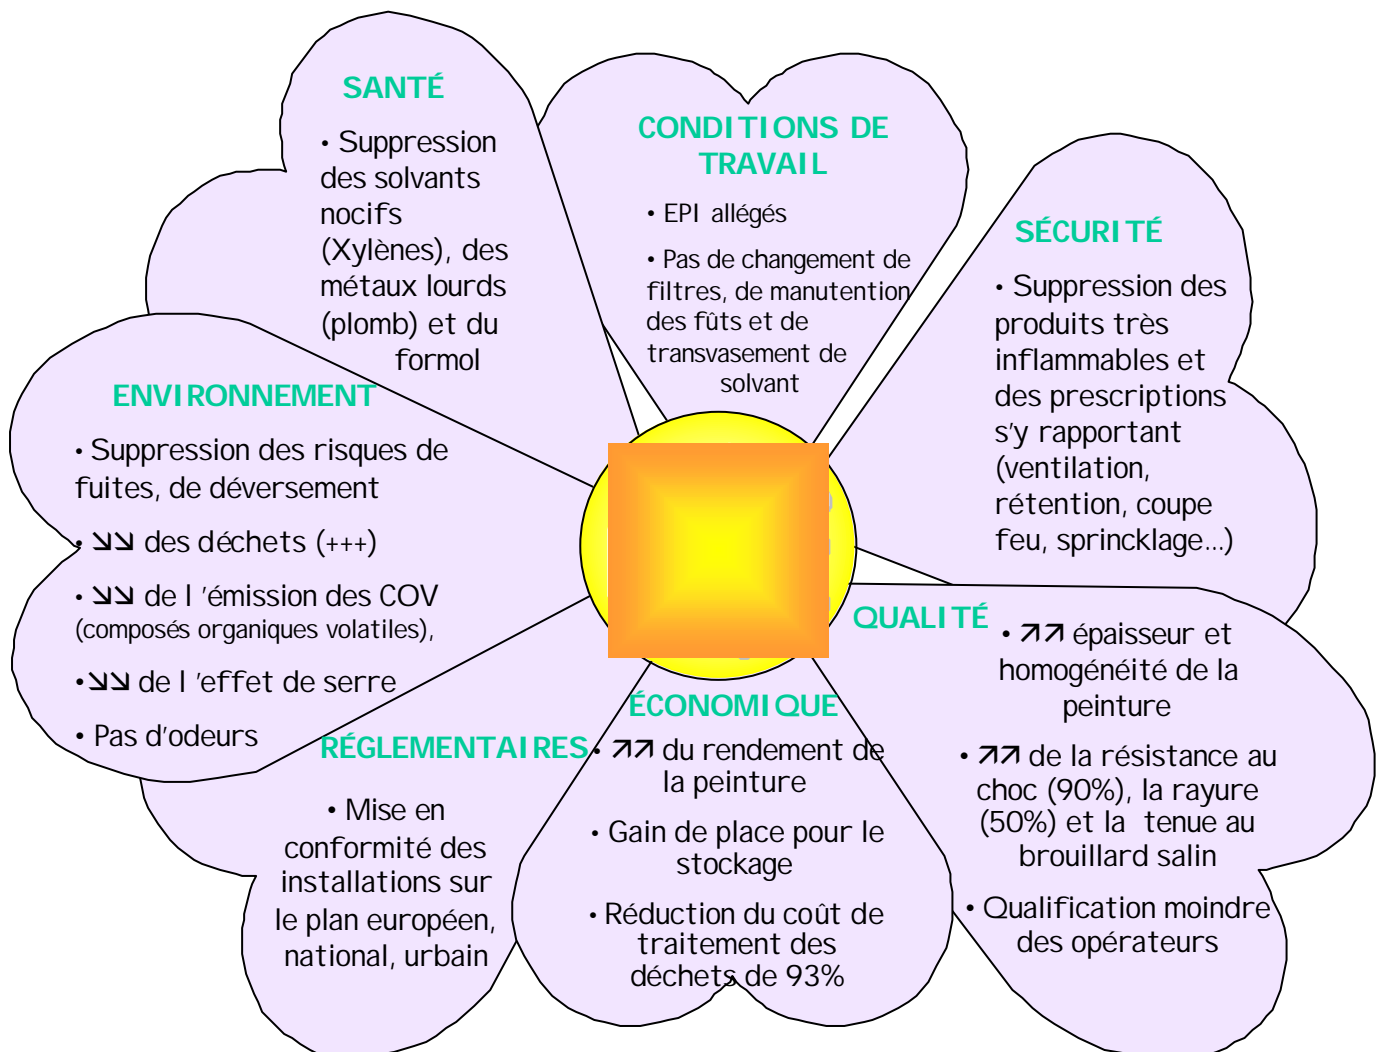 SANTÉ
• Suppression
des solvants
nocifs
(Xylènes), des
métaux lourds
(plomb) et du
formol
CONDITIONS DE
TRAVAIL
• EPI allégés
• Pas de changement de
filtres, de manutention
des fûts et de
transvasement de
solvant
SÉCURITÉ
• Suppression des
produits très
inflammables et
des prescriptions
s'y rapportant
(ventilation,
rétention, coupe
feu, sprincklage...)
ENVIRONNEMENT
• Suppression des risques de
fuites, de déversement
• ➘➘ des déchets (+++)
• ➘➘ de l 'émission des COV
(composés organiques volatiles),
•➘➘ de l 'effet de serre
• Pas d'odeurs
QUALITÉ
• ➚➚ épaisseur et
homogénéité de la
peinture
• ➚➚ de la résistance au
choc (90%), la rayure
(50%) et la tenue au
brouillard salin
• Qualification moindre
des opérateurs
ÉCONOMIQUE
• ➚➚ du rendement de
la peinture
• Gain de place pour le
stockage
• Réduction du coût de
traitement des
déchets de 93%
RÉGLEMENTAIRES
• Mise en
conformité des
installations sur
le plan européen,
national, urbain